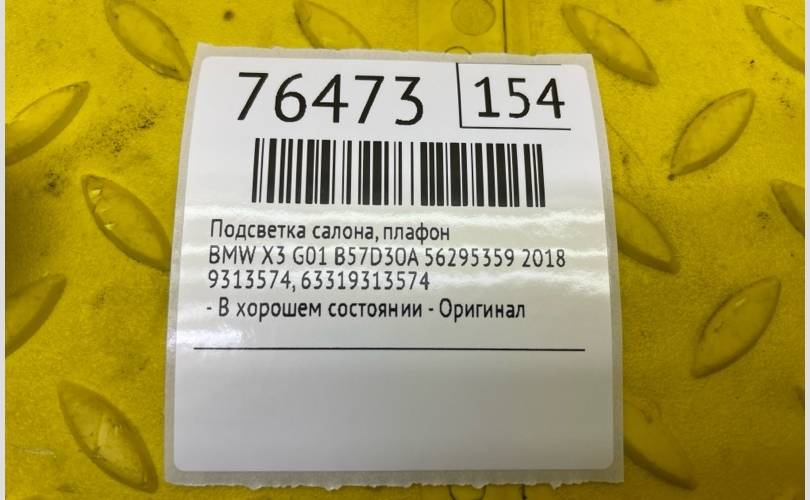 76473 154
Подсветка салона, плафон
BMW X3 G01 B57D30A 56295359 2018
9313574, 63319313574
- В хорошем состоянии - Оригинал